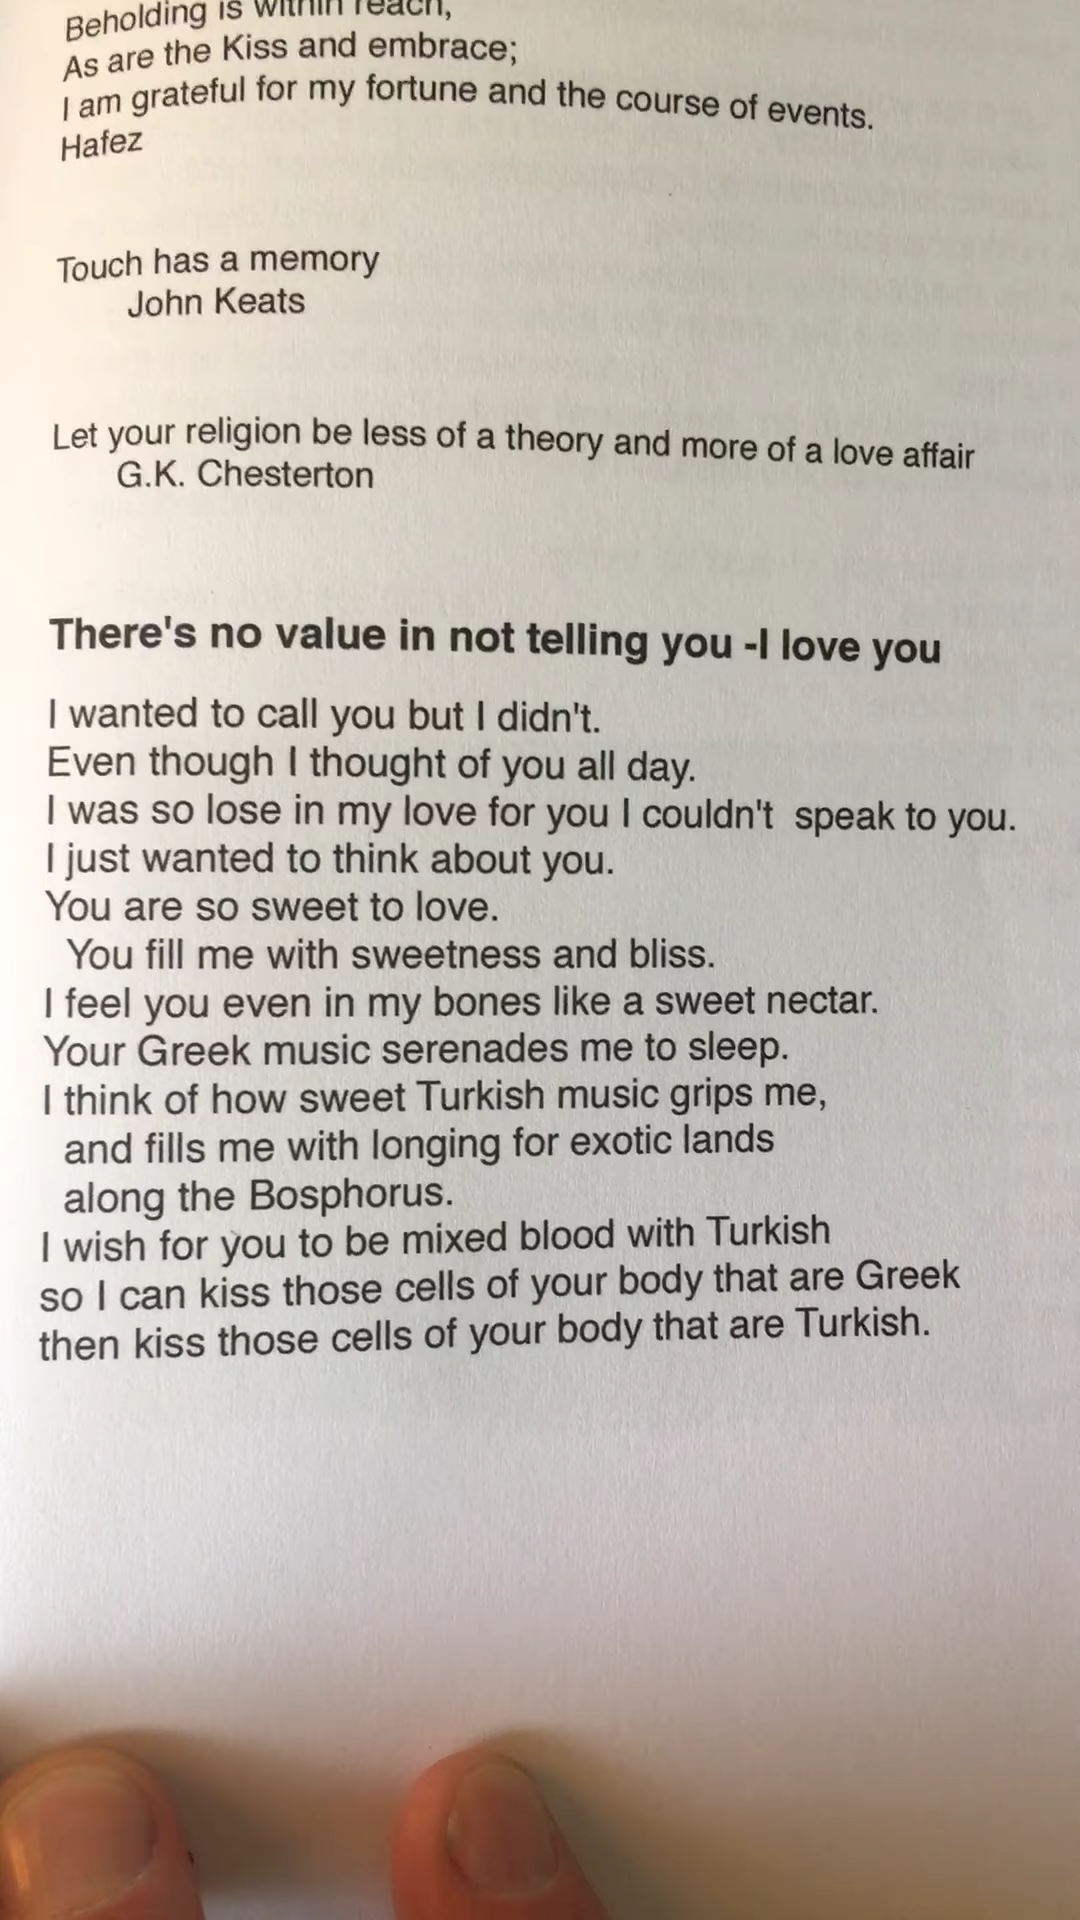 Beholding is within reach,
As are the Kiss and embrace;
I am grateful for my fortune and the course of events.
Hafez
Touch has a memory
John Keats
Let your religion be less of a theory and more of a love affair
G.K. Chesterton
There's no value in not telling you -I love you
I wanted to call you but I didn't.
Even though I thought of you all day.
I was so lose in my love for you I couldn't  speak to you.
I just wanted to think about you.
You are so sweet to love.
You fill me with sweetness and bliss.
I feel you even in my bones like a sweet nectar.
Your Greek music serenades me to sleep.
I think of how sweet Turkish music grips me,
and fills me with longing for exotic lands
along the Bosphorus.
I wish for you to be mixed blood with Turkish
so I can kiss those cells of your body that are Greek
then kiss those cells of your body that are Turkish.